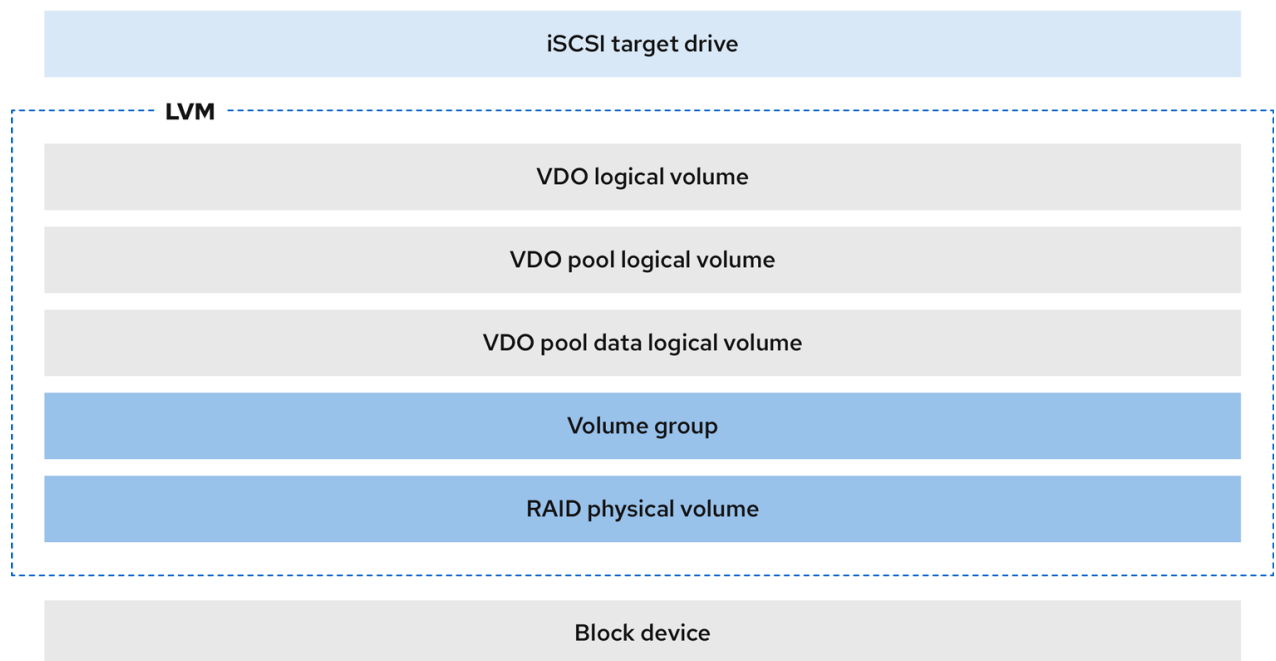 iSCSI target drive
LVM
VDO logical volume
VDO pool logical volume
VDO pool data logical volume
Volume group
RAID physical volume
Block device